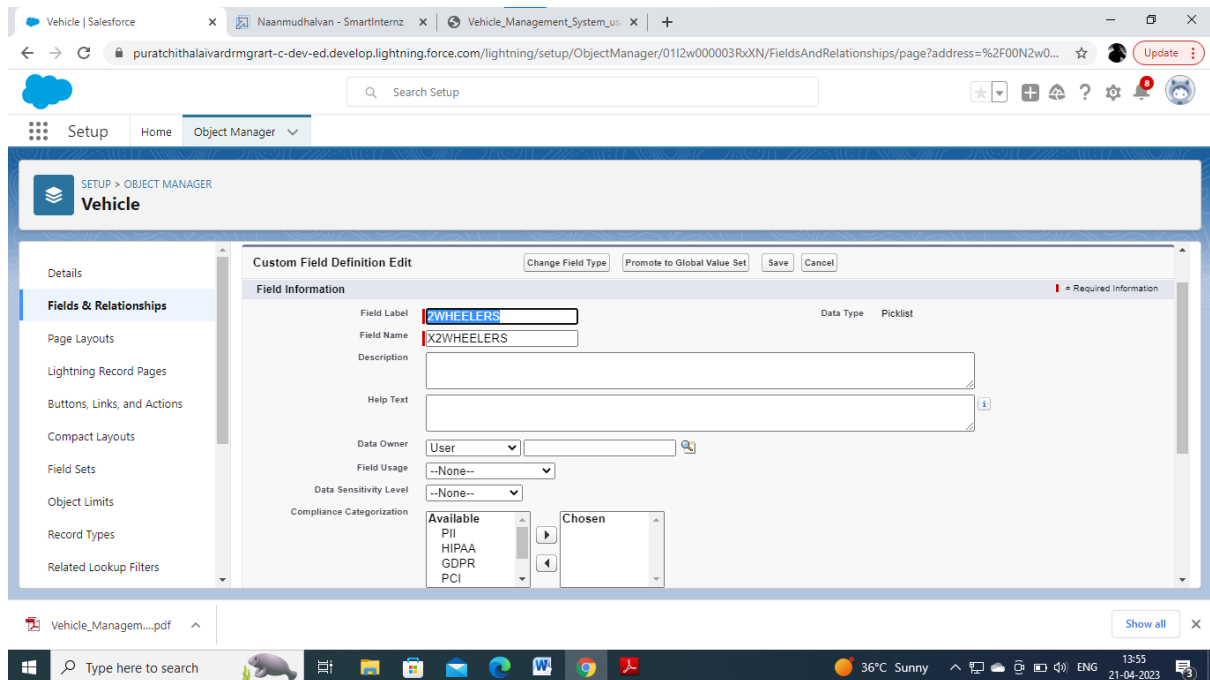 Vehicle | Salesforce
Naanmudhalvan - SmartInternz
Vehicle_Management_System_us
puratchithalaivardrmgrart-c-dev-ed.develop.lightning.force.com/lightning/setup/ObjectManager/01I2w000003RxXN/FieldsAndRelationships/page?address=%2F00N2w0...
Update
Search Setup
8
Setup
Home
Object Manager
SETUP > OBJECT MANAGER
Vehicle
Details
Fields & Relationships
Page Layouts
Lightning Record Pages
Buttons, Links, and Actions
Compact Layouts
Field Sets
Object Limits
Record Types
Related Lookup Filters
Custom Field Definition Edit
Change Field Type
Promote to Global Value Set
Save
Cancel
Field Information
= Required Information
Field Label
2WHEELERS
Data Type
Picklist
Field Name
X2WHEELERS
Description
Help Text
i
Data Owner
User
Field Usage
--None--
Data Sensitivity Level
--None--
Compliance Categorization
Available
PII
HIPAA
GDPR
PCI
Chosen
Vehicle_Managem....pdf
Show all
Type here to search
36°C Sunny
ENG
13:55
21-04-2023
3